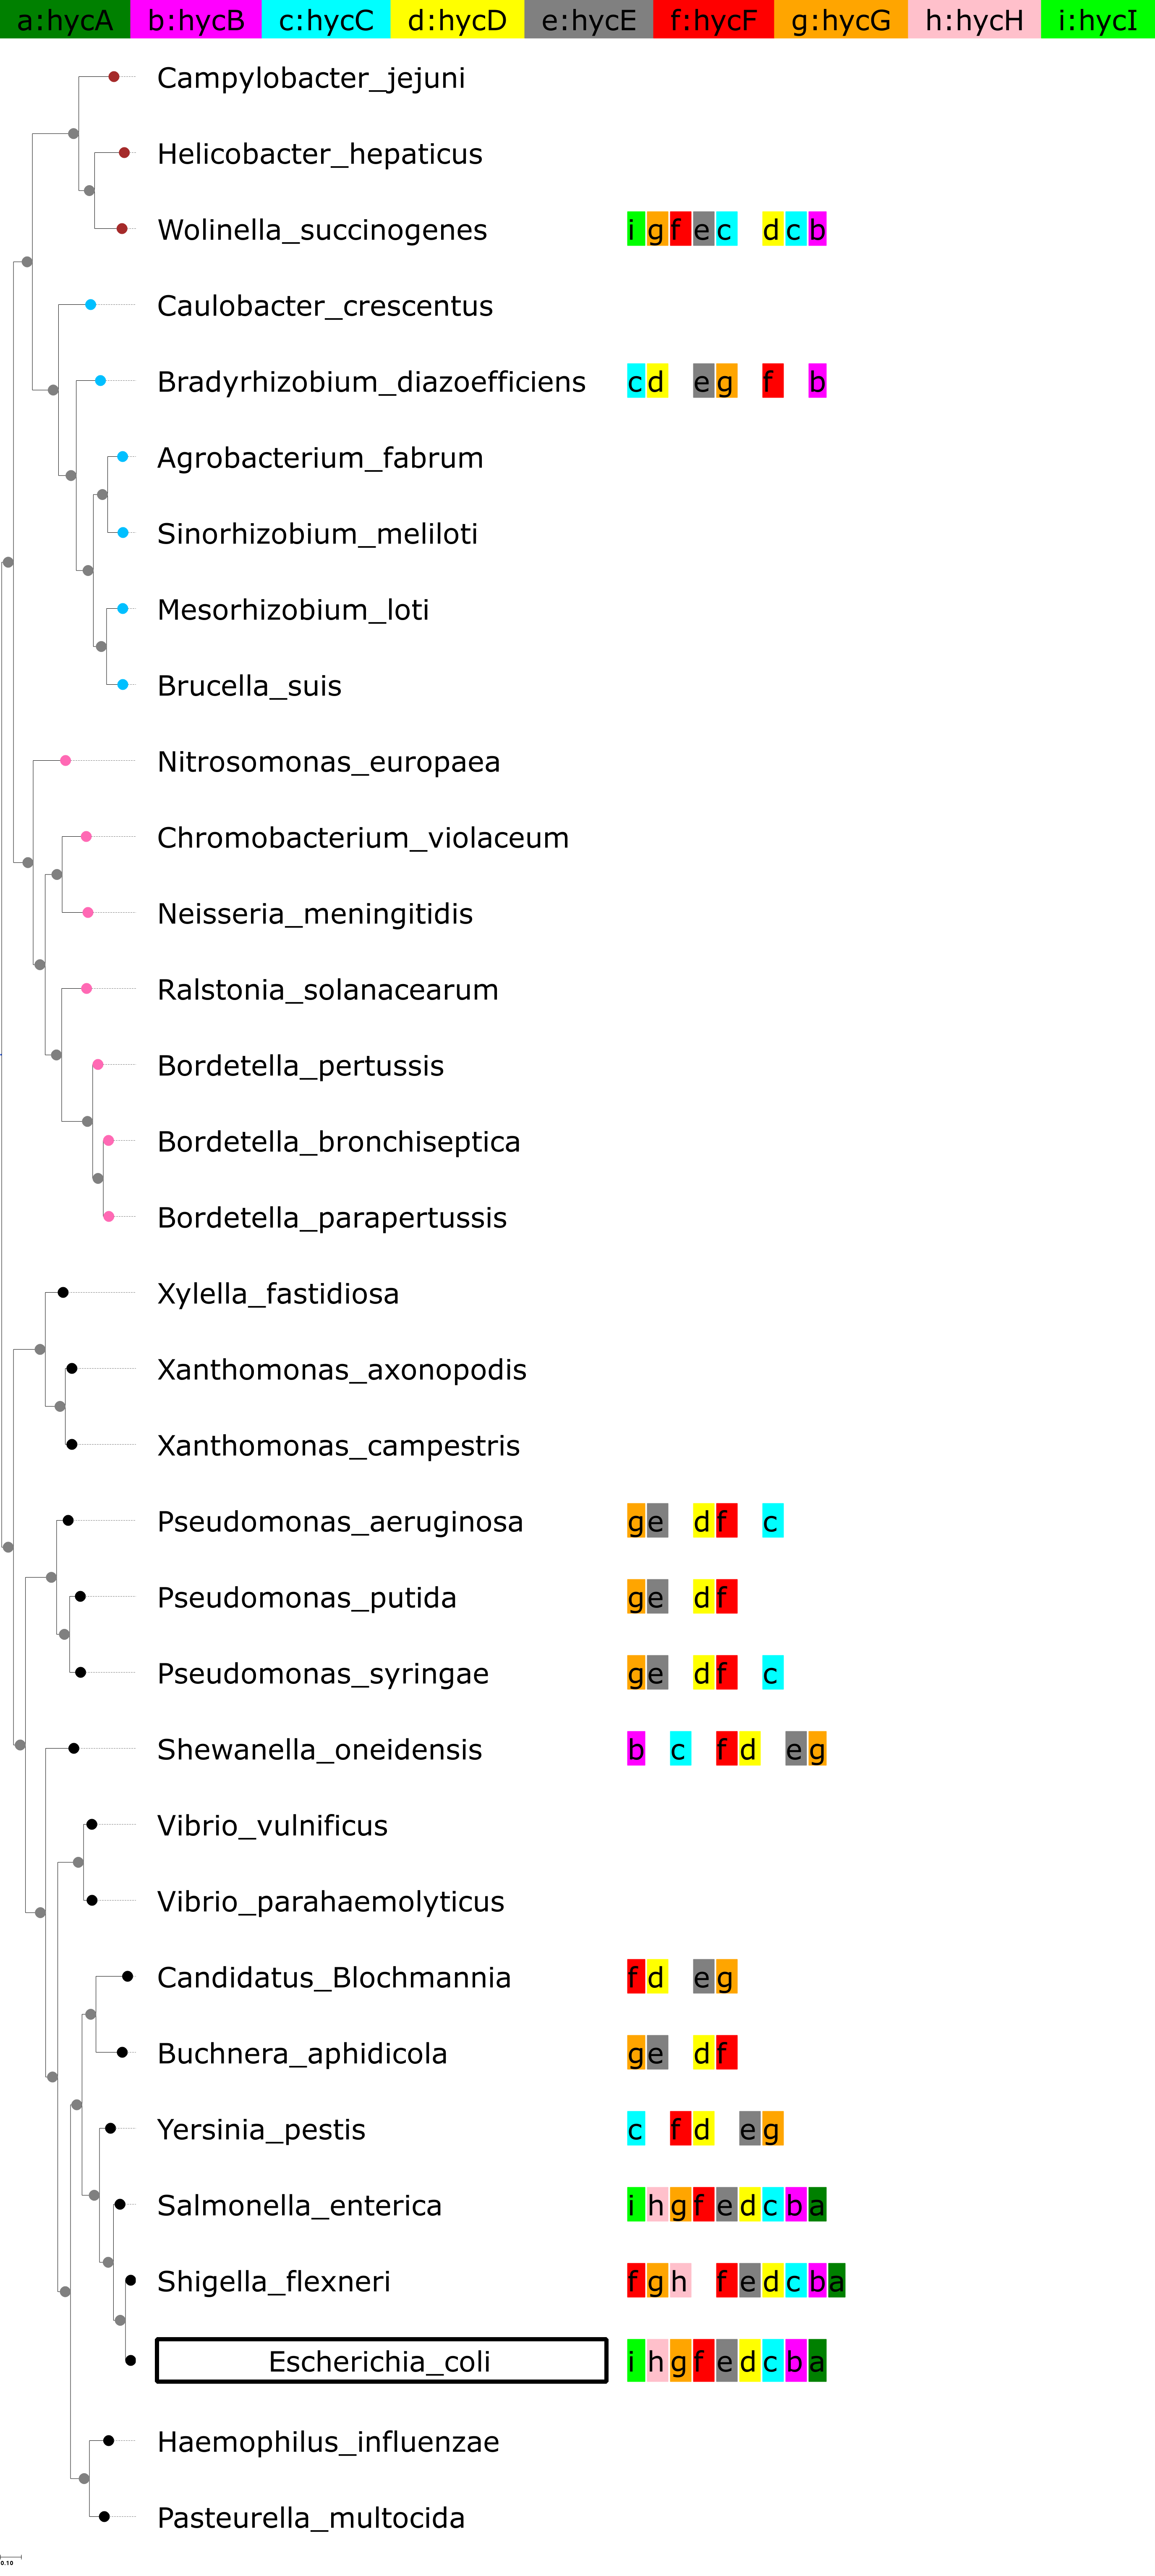 a:hycA b:hycB c:hycC d:hycD e:hycE f:hycF g:hycG h:hycH i:hycI
Campylobacter_jejuni
Helicobacter_hepaticus
Wolinella_succinogenes i g f e c d c b
Caulobacter_crescentus
Bradyrhizobium_diazoefficiens c d e g f b
Agrobacterium_fabrum
Sinorhizobium_meliloti
Mesorhizobium_loti
Brucella_suis
Nitrosomonas_europaea
Chromobacterium_violaceum
Neisseria_meningitidis
Ralstonia_solanacearum
Bordetella_pertussis
Bordetella_bronchiseptica
Bordetella_parapertussis
Xylella_fastidiosa
Xanthomonas_axonopodis
Xanthomonas_campestris
Pseudomonas_aeruginosa g e d f c
Pseudomonas_putida g e d f
Pseudomonas_syringae g e d f c
Shewanella_oneidensis b c f d e g
Vibrio_vulnificus
Vibrio_parahaemolyticus
Candidatus_Blochmannia f d e g
Buchnera_aphidicola g e d f
Yersinia_pestis c f d e g
Salmonella_enterica i h g f e d c b a
Shigella_flexneri f g h f e d c b a
Escherichia_coli i h g f e d c b a
Haemophilus_influenzae
Pasteurella_multocida
0.10